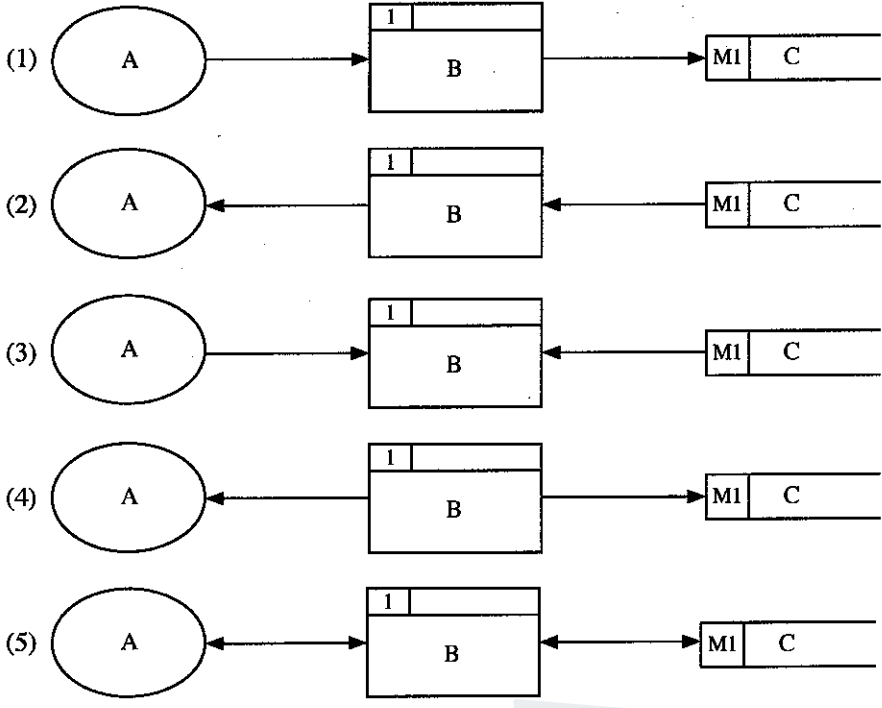 1
(1) A B M1 C
1
(2) A B M1 C
1
(3) A B M1 C
1
(4) A B M1 C
1
(5) A B M1 C